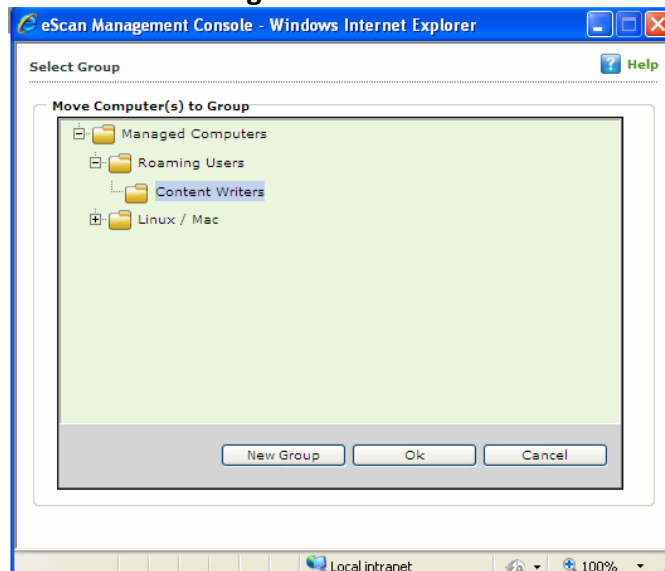 eScan Management Console - Windows Internet Explorer
Select Group
Help
Move Computer(s) to Group
Managed Computers
Roaming Users
Content Writers
Linux / Mac
New Group Ok Cancel
Local intranet 100%